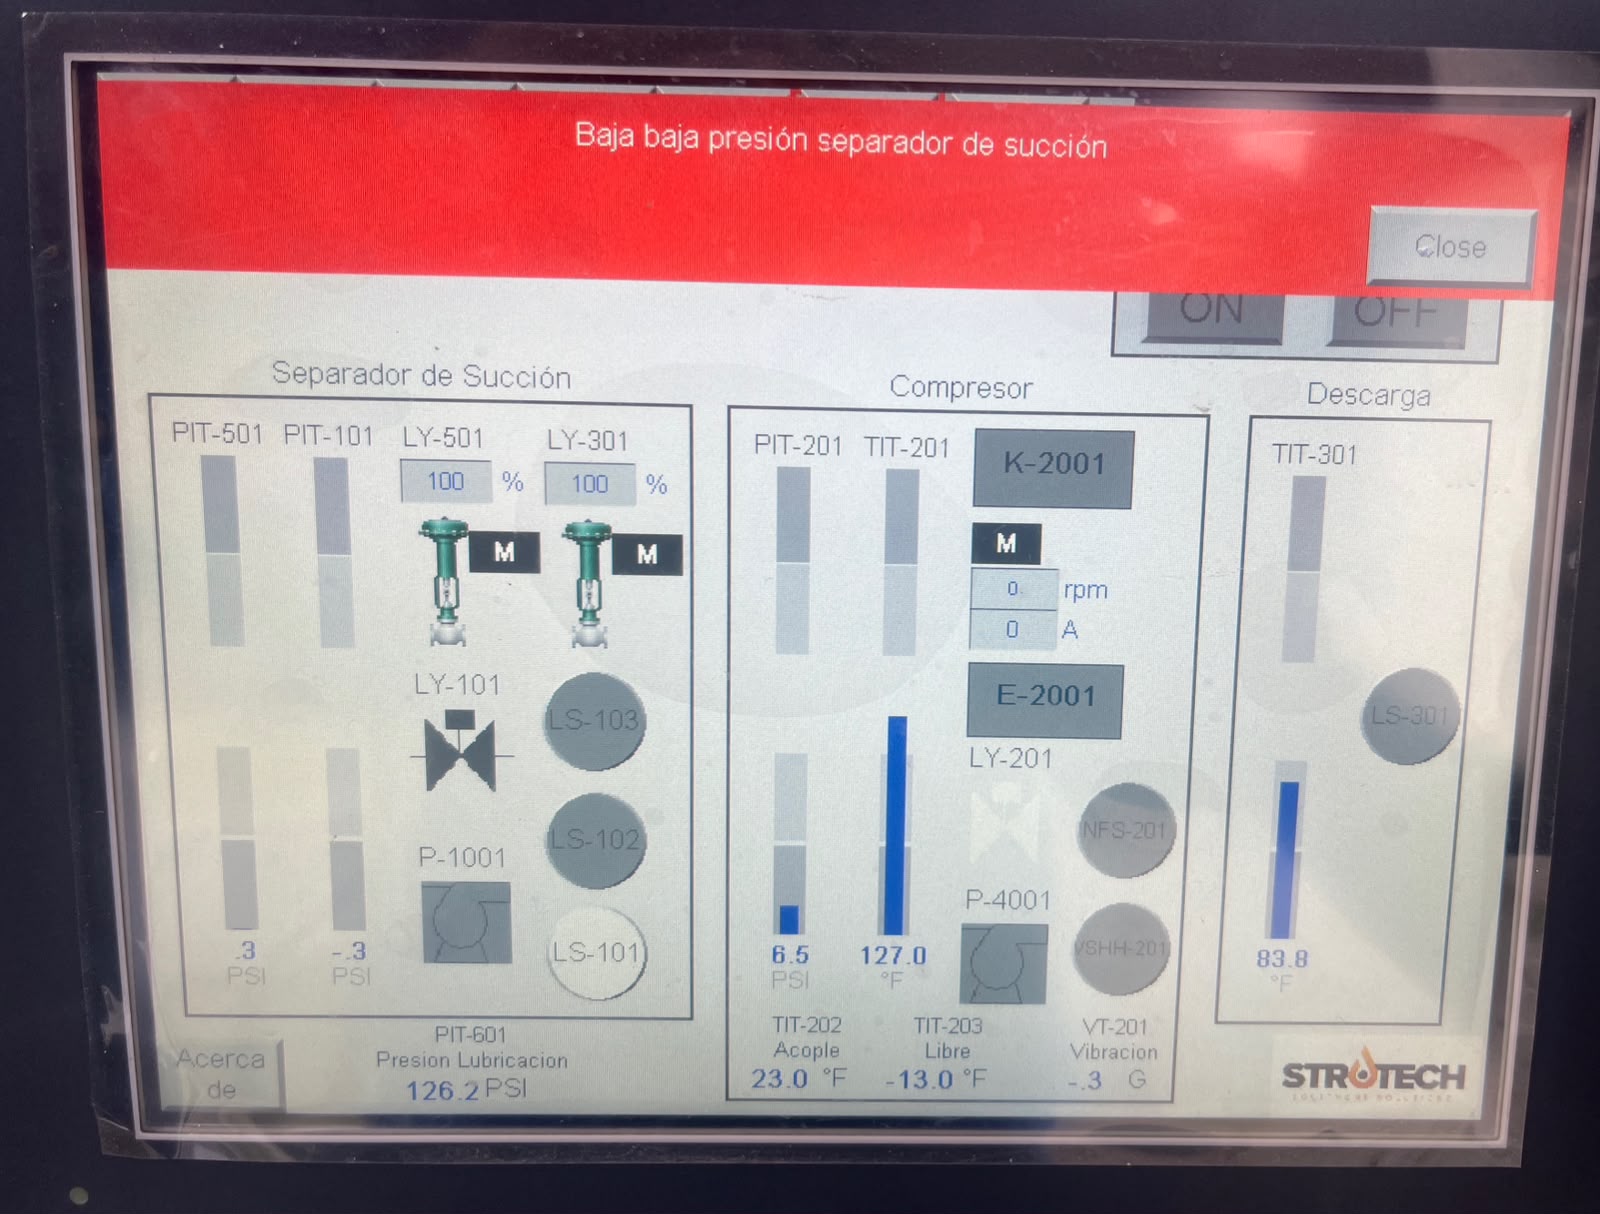 Baja baja presión separador de succión
Close
ON OFF
Separador de Succión
Compresor
Descarga
PIT-501 PIT-101 LY-501 LY-301
100 % 100 %
M M
LY-101
LS-103
LS-102
P-1001
LS-101
.3 -.3
PSI PSI
PIT-201 TIT-201
K-2001
M
0 rpm
0 A
E-2001
LY-201
NFS-201
P-4001
VSHH-201
6.5 127.0
PSI °F
TIT-202 TIT-203 VT-201
Acople Libre Vibracion
23.0 °F -13.0 °F -.3 G
TIT-301
LS-301
83.8
°F
PIT-601
Presion Lubricacion
126.2 PSI
Acerca
de
STROTECH